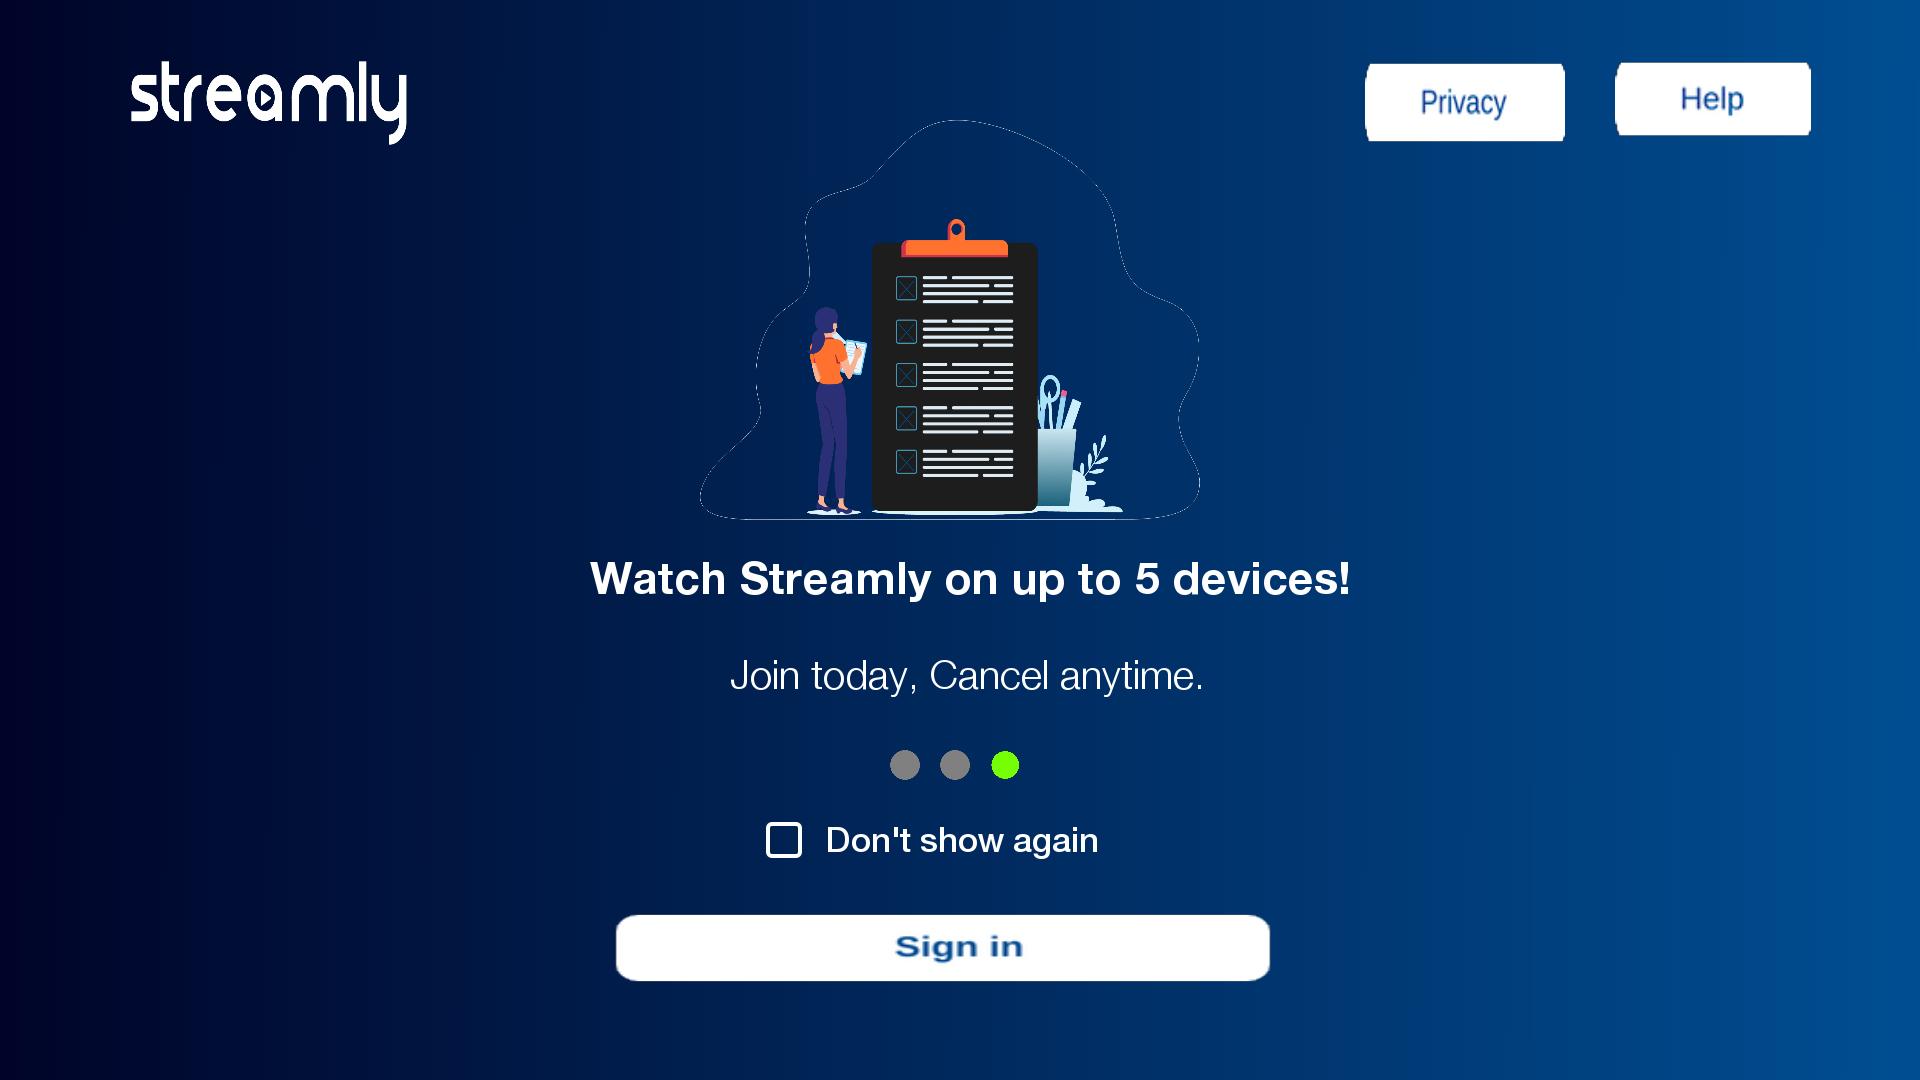 streamly
Privacy
Help
Watch Streamly on up to 5 devices!
Join today, Cancel anytime.
Don't show again
Sign in